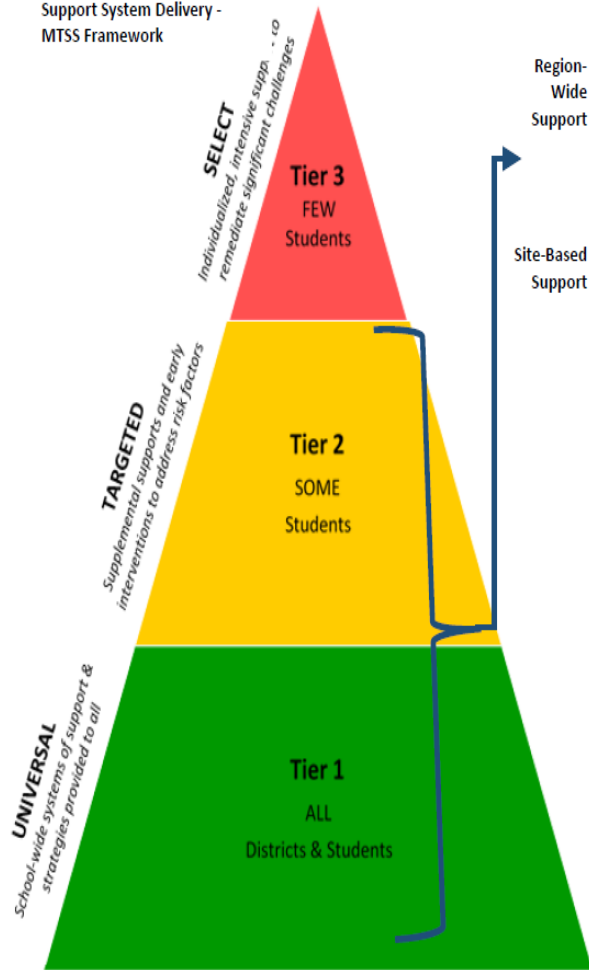 Support System Delivery -
MTSS Framework
SELECT
Individualized, intensive supp
remediate significant challenges
Tier 3
FEW
Students
Region-
Wide
Support
Site-Based
Support
TARGETED
Supplemental supports and early
interventions to address risk factors
Tier 2
SOME
Students
UNIVERSAL
School-wide systems of support &
strategies provided to all
Tier 1
ALL
Districts & Students